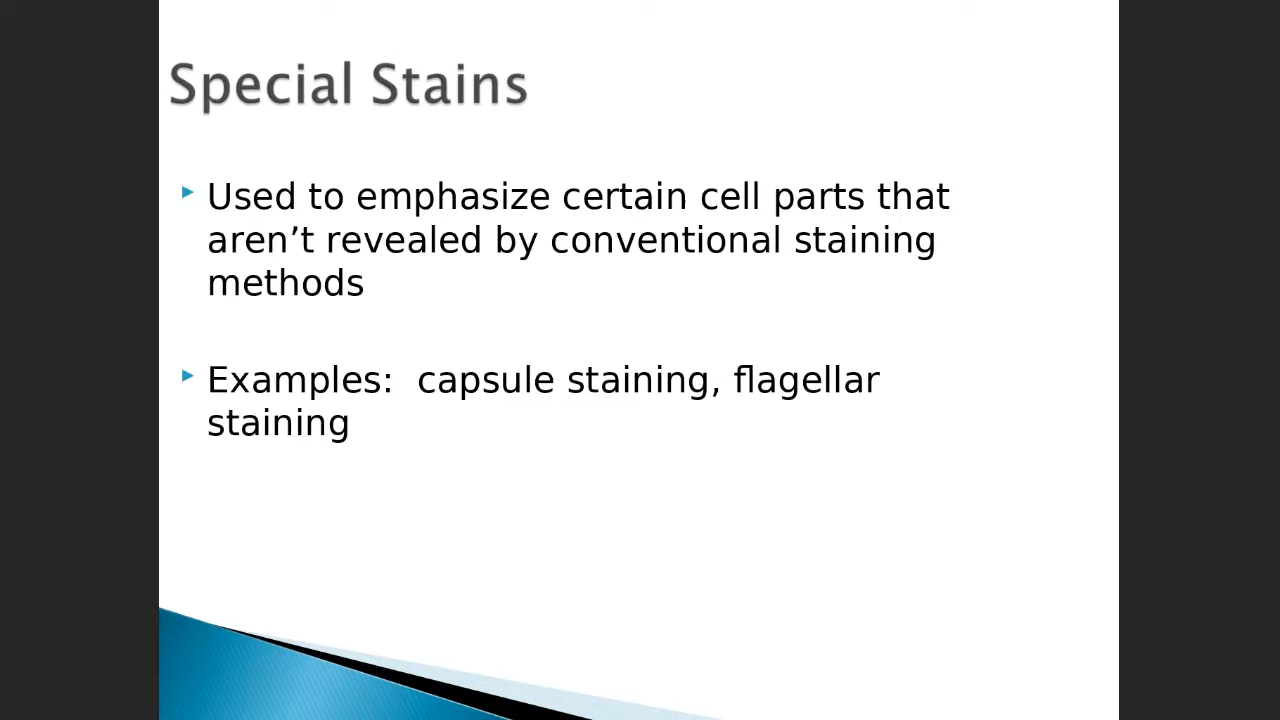 Special Stains
Used to emphasize certain cell parts that
aren’t revealed by conventional staining
methods
Examples:  capsule staining, flagellar
staining